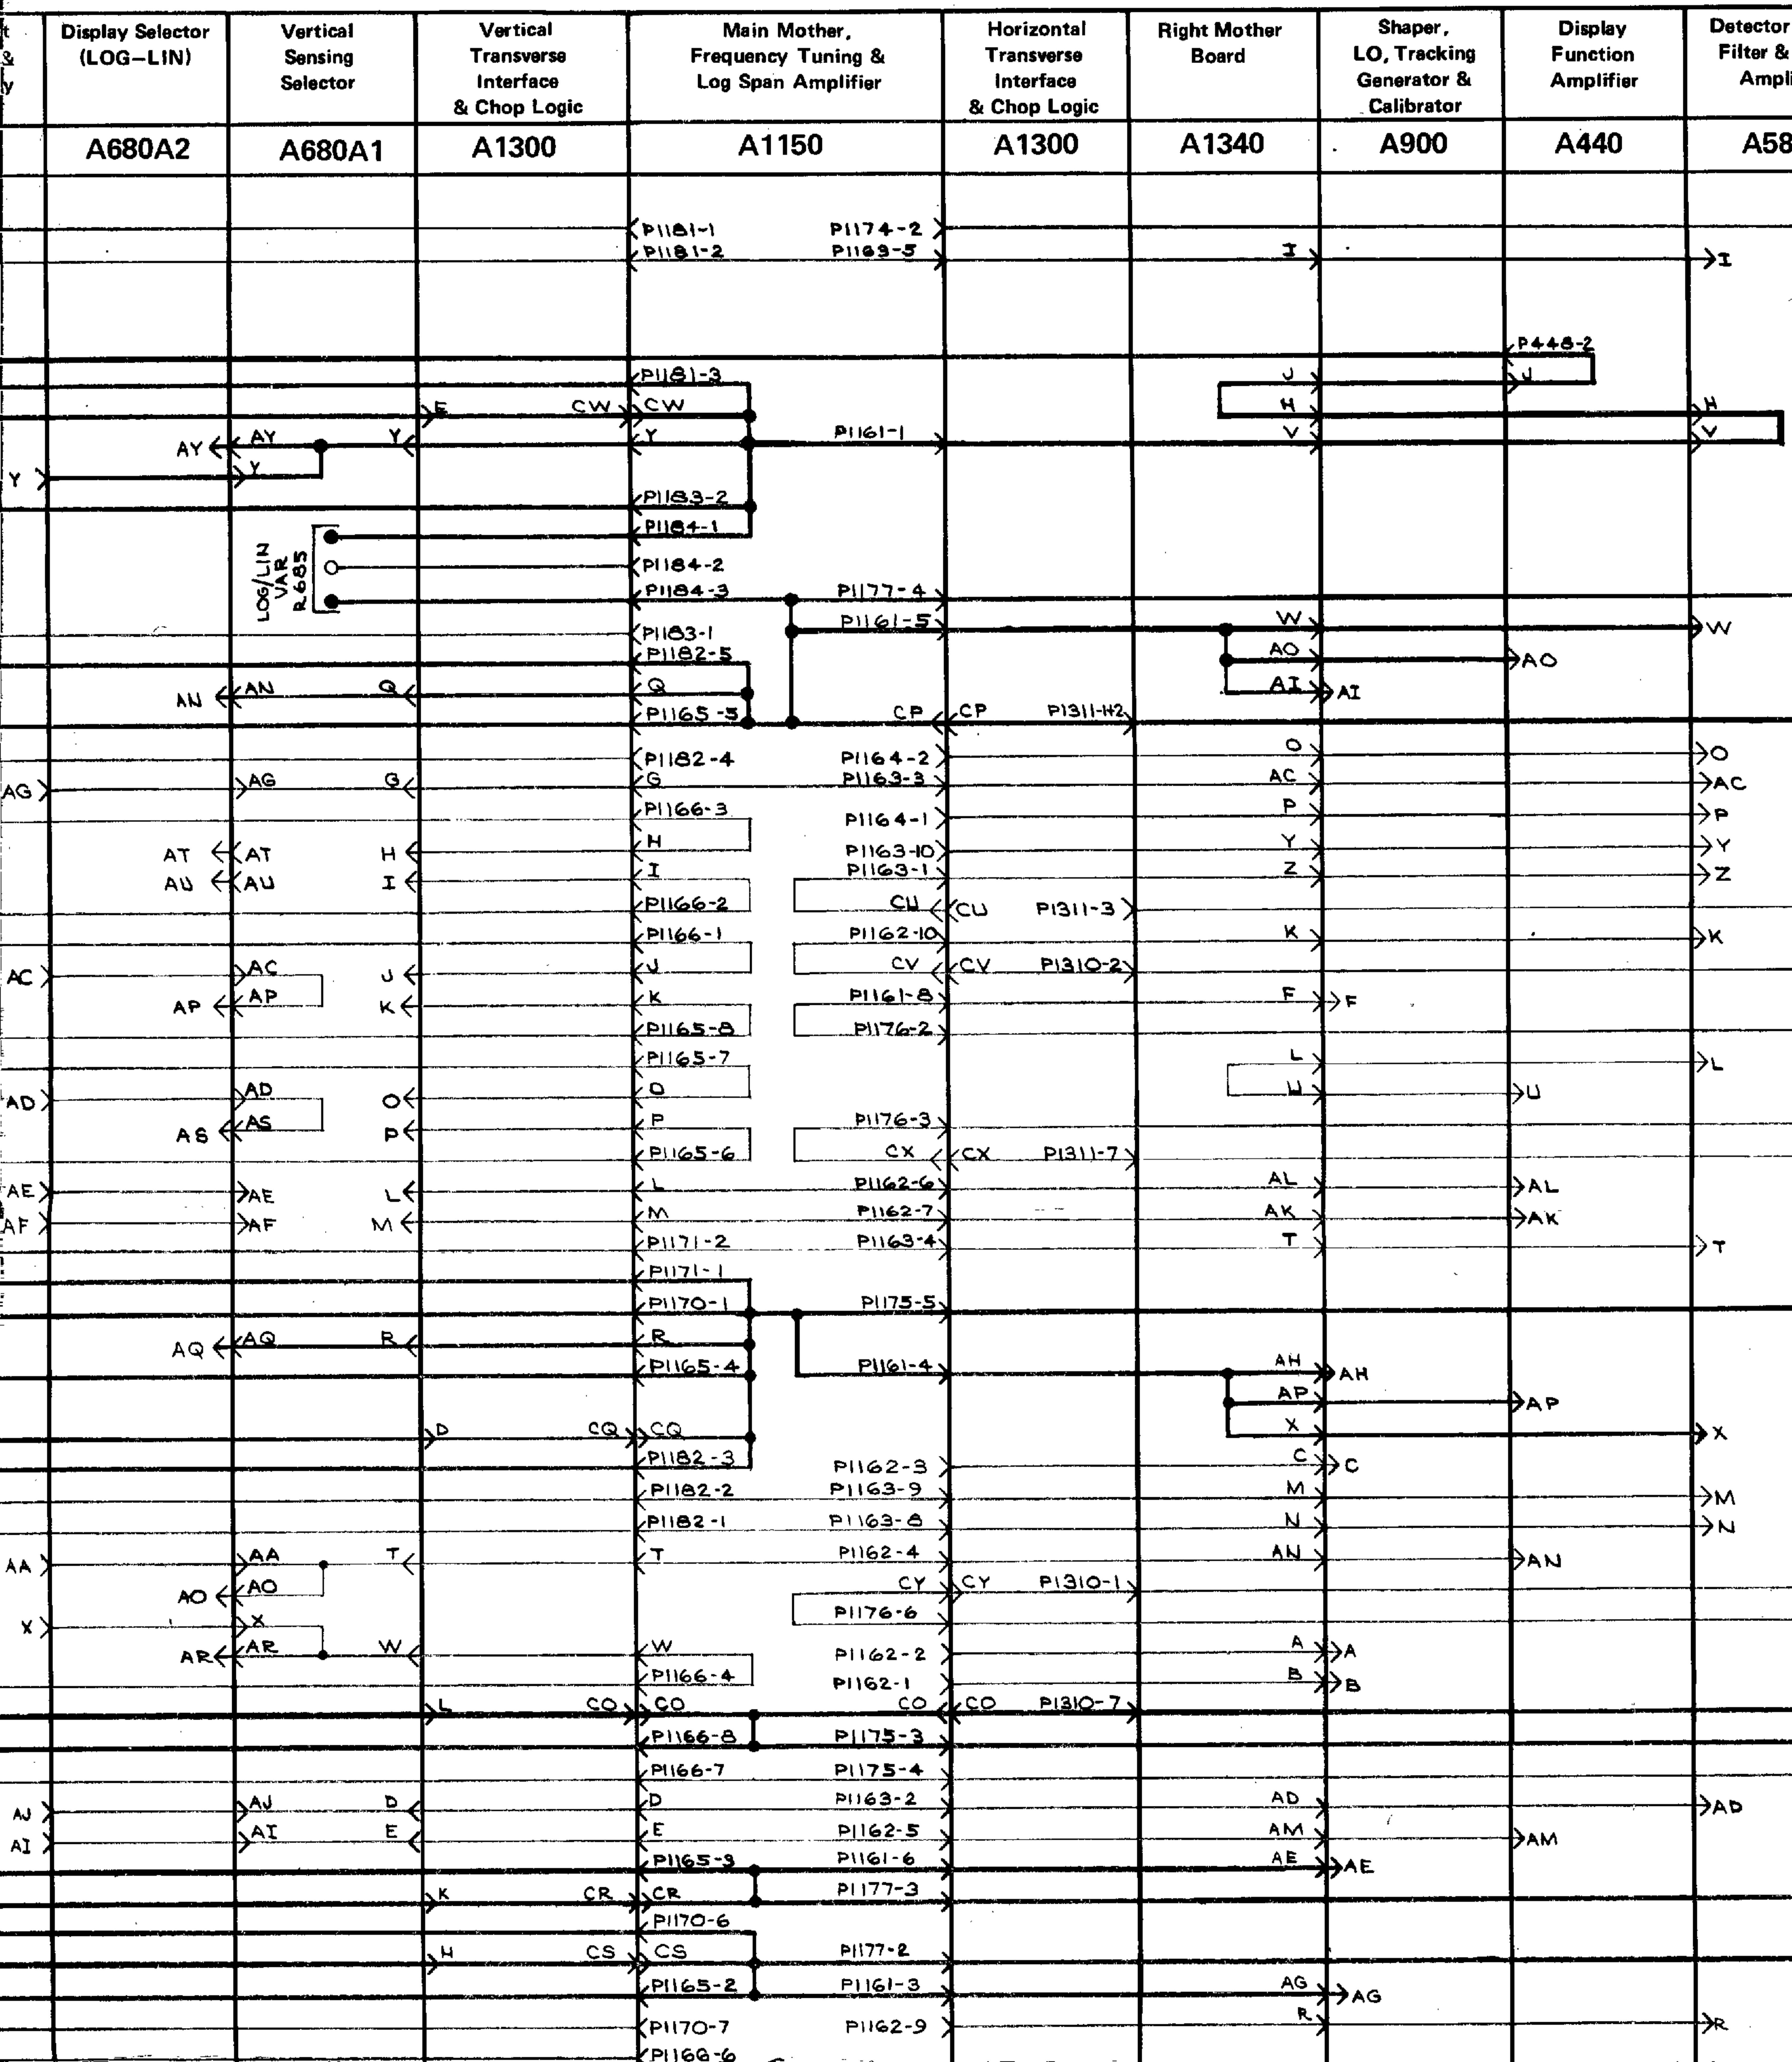 t
&
y
Display Selector
(LOG–LIN)
Vertical
Sensing
Selector
Vertical
Transverse
Interface
& Chop Logic
Main Mother,
Frequency Tuning &
Log Span Amplifier
Horizontal
Transverse
Interface
& Chop Logic
Right Mother
Board
Shaper,
LO, Tracking
Generator &
Calibrator
Display
Function
Amplifier
Detector
Filter &
Ampli
A680A2 A680A1 A1300 A1150 A1300 A1340 A900 A440 A58
P1181-1 P1174-2
P1181-2 P1163-5 I I
P448-2
P1181-3 J J
E CW CW H H
AY AY Y Y P1161-1 V V
Y Y
P1183-2
P1184-1
LOG/LIN
VAR
R685
P1184-2
P1184-3 P1177-4
P1161-5 W W
P1183-1
P1182-5 AO AO
AN AN Q Q AI AI
P1165-5 CP CP P1311-H2
P1182-4 P1164-2 O O
AG AG G G P1163-3 AC AC
P1166-3 P1164-1 P P
AT AT H H P1163-10 Y Y
AU AU I I P1163-1 Z Z
P1166-2 CU CU P1311-3
P1166-1 P1162-10 K K
AC AC J J CV CV P1310-2
AP AP K K P1161-8 F F
P1165-8 P1176-2
P1165-7 L L
AD AD O O U U
AS AS P P P1176-3
P1165-6 CX CX P1311-7
AE AE L L P1162-6 AL AL
AF AF M M P1162-7 AK AK
P1171-2 P1163-4 T T
P1171-1
P1170-1 P1175-5
AQ AQ R R
P1165-4 P1161-4 AH AH
AP AP
D CQ CQ X X
P1182-3 P1162-3 C C
P1182-2 P1163-9 M M
P1182-1 P1163-8 N N
AA AA T T P1162-4 AN AN
AO AO CY CY P1310-1
X X P1176-6
AR AR W W P1162-2 A A
P1166-4 P1162-1 B B
L CO CO CO CO P1310-7
P1166-8 P1175-3
P1166-7 P1175-4
AJ AJ D D P1163-2 AD AD
AI AI E E P1162-5 AM AM
P1165-3 P1161-6 AE AE
K CR CR P1177-3
P1170-6
H CS CS P1177-2
P1165-2 P1161-3 AG AG
P1170-7 P1162-9 R R
P1166-6